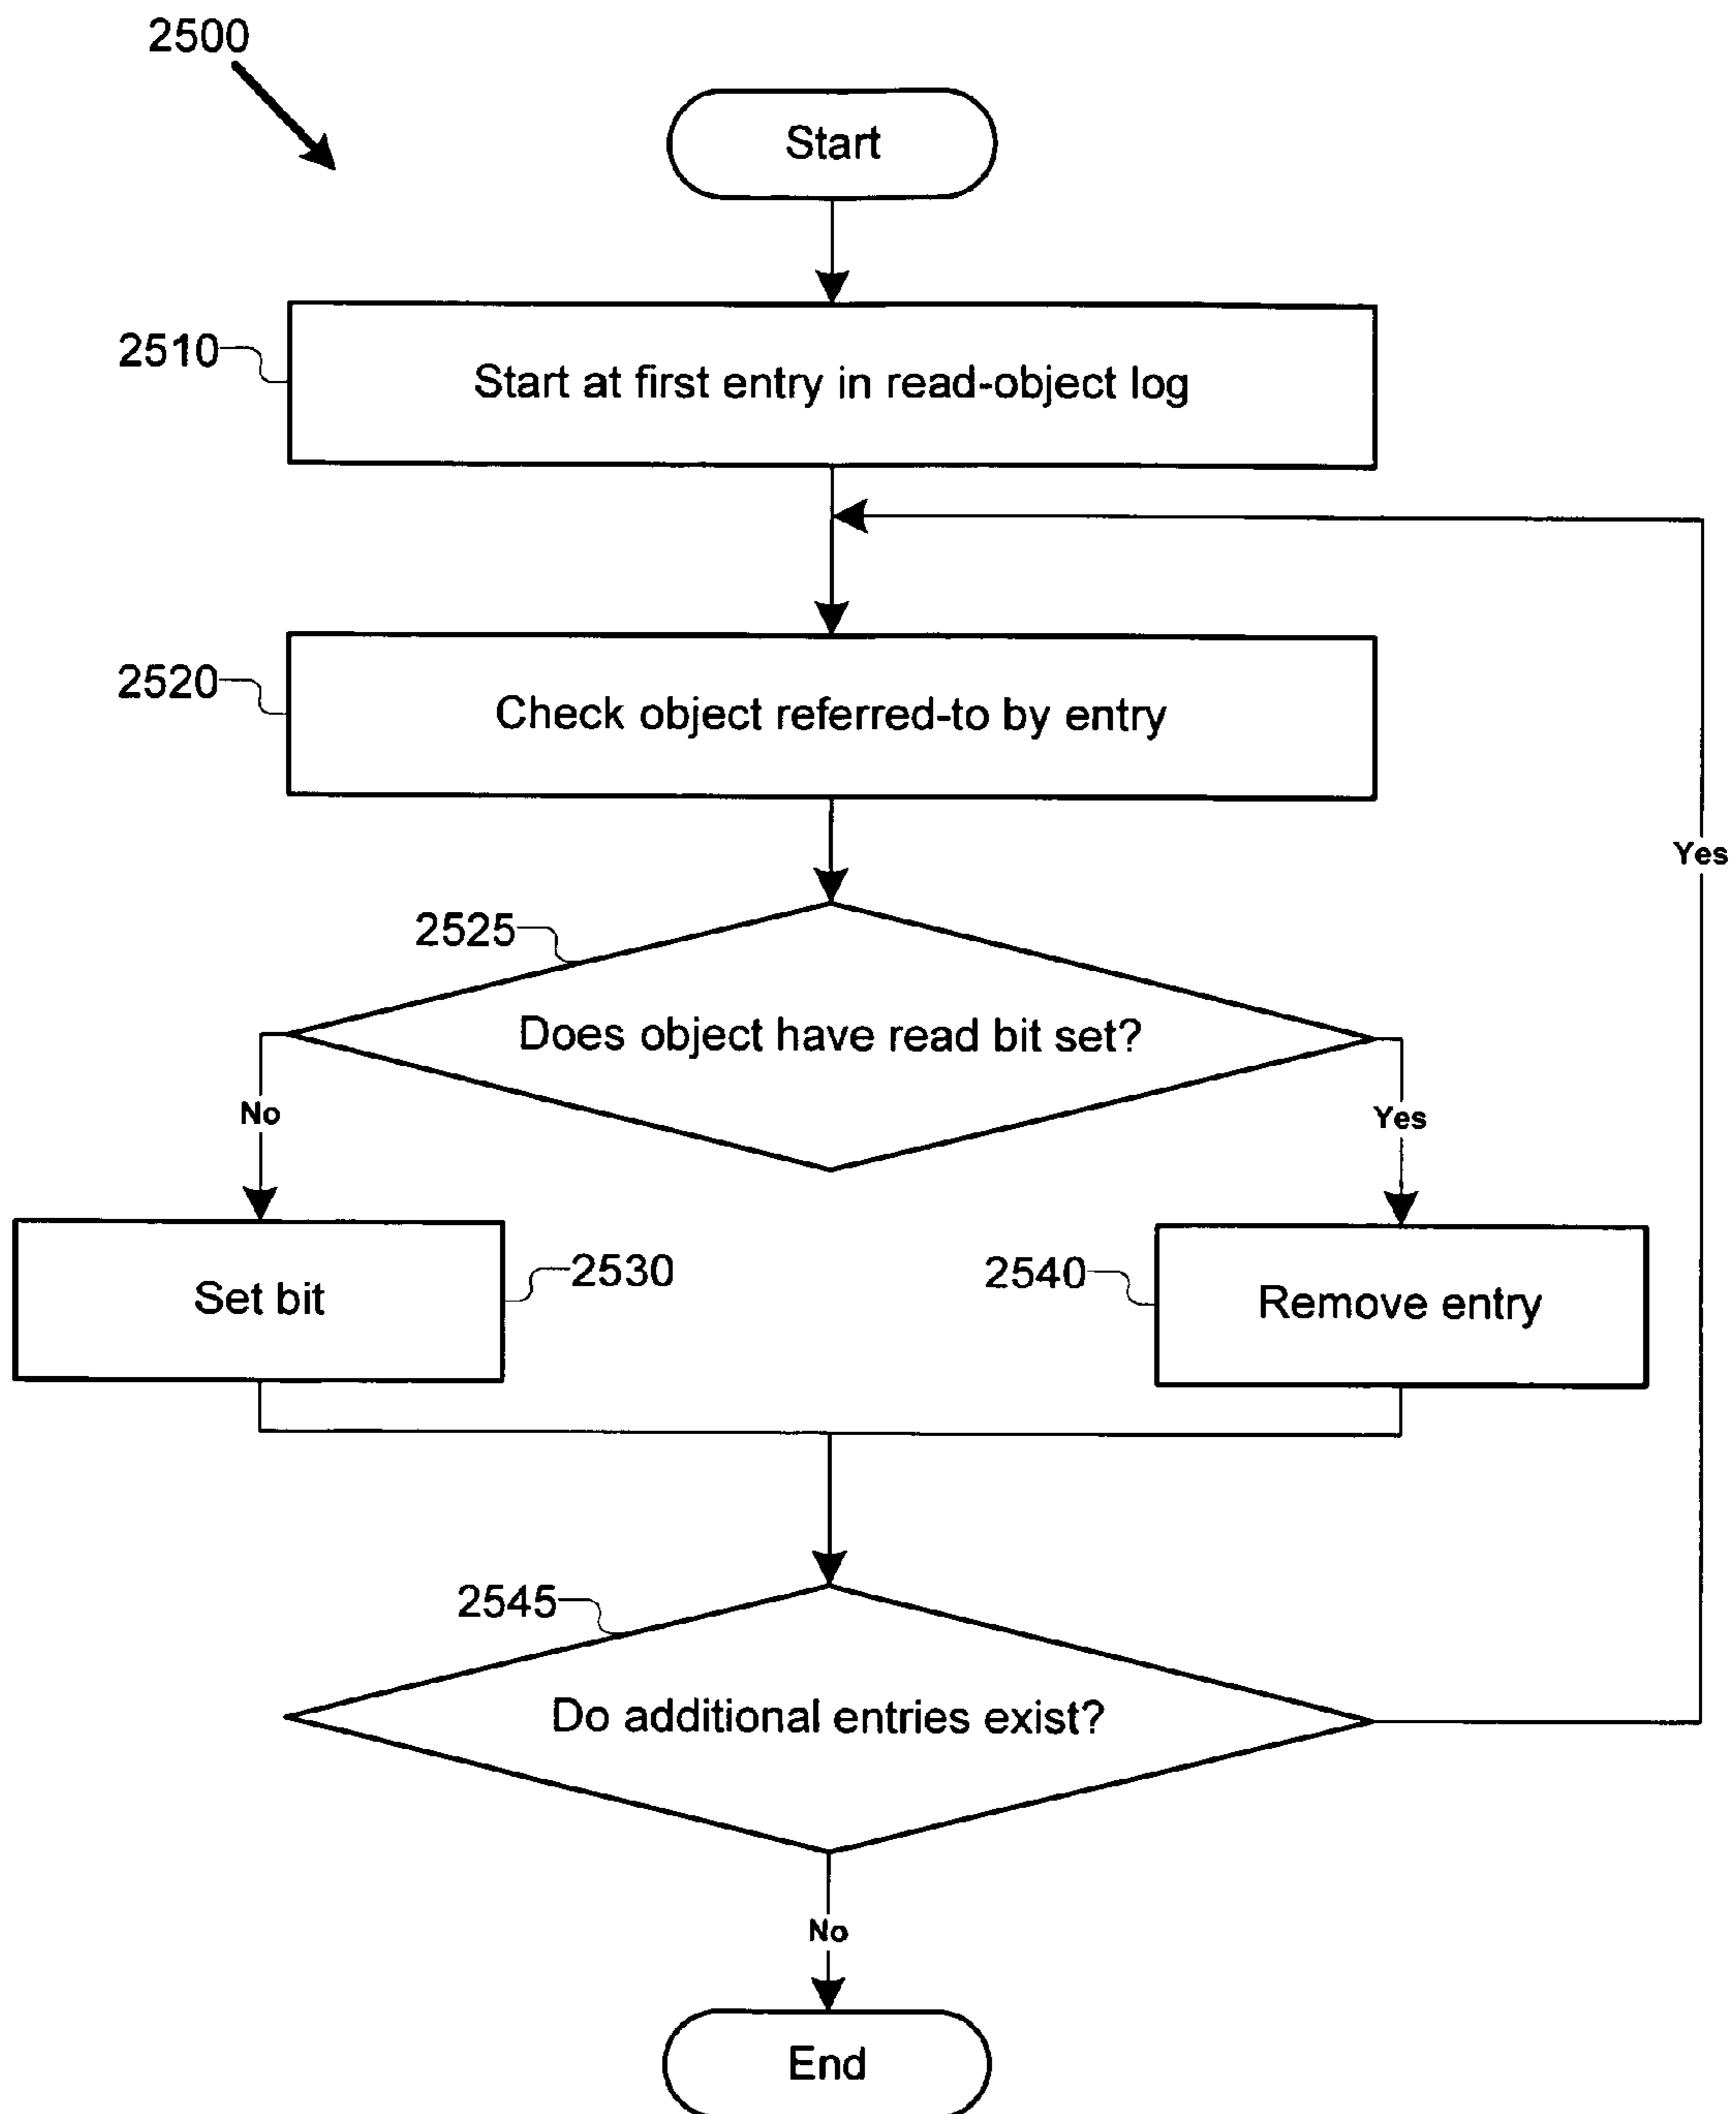 2500
Start
2510
Start at first entry in read-object log
2520
Check object referred-to by entry
Yes
2525
Does object have read bit set?
No
Yes
Set bit
2530
2540
Remove entry
2545
Do additional entries exist?
No
End